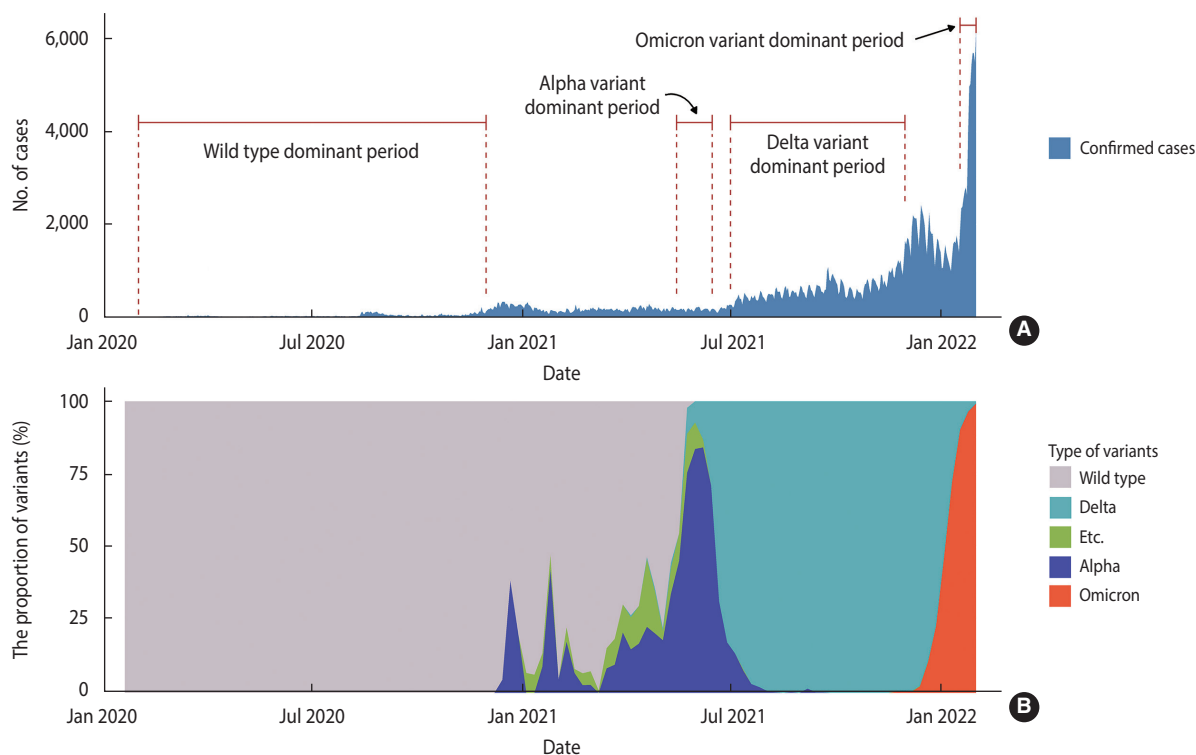 6,000
4,000
2,000
0
No. of cases
Omicron variant dominant period
Alpha variant
dominant period
Wild type dominant period
Delta variant
dominant period
Confirmed cases
Jan 2020
Jul 2020
Jan 2021
Jul 2021
Jan 2022
Date
A
100
75
50
25
0
The proportion of variants (%)
Type of variants
Wild type
Delta
Etc.
Alpha
Omicron
Jan 2020
Jul 2020
Jan 2021
Jul 2021
Jan 2022
Date
B